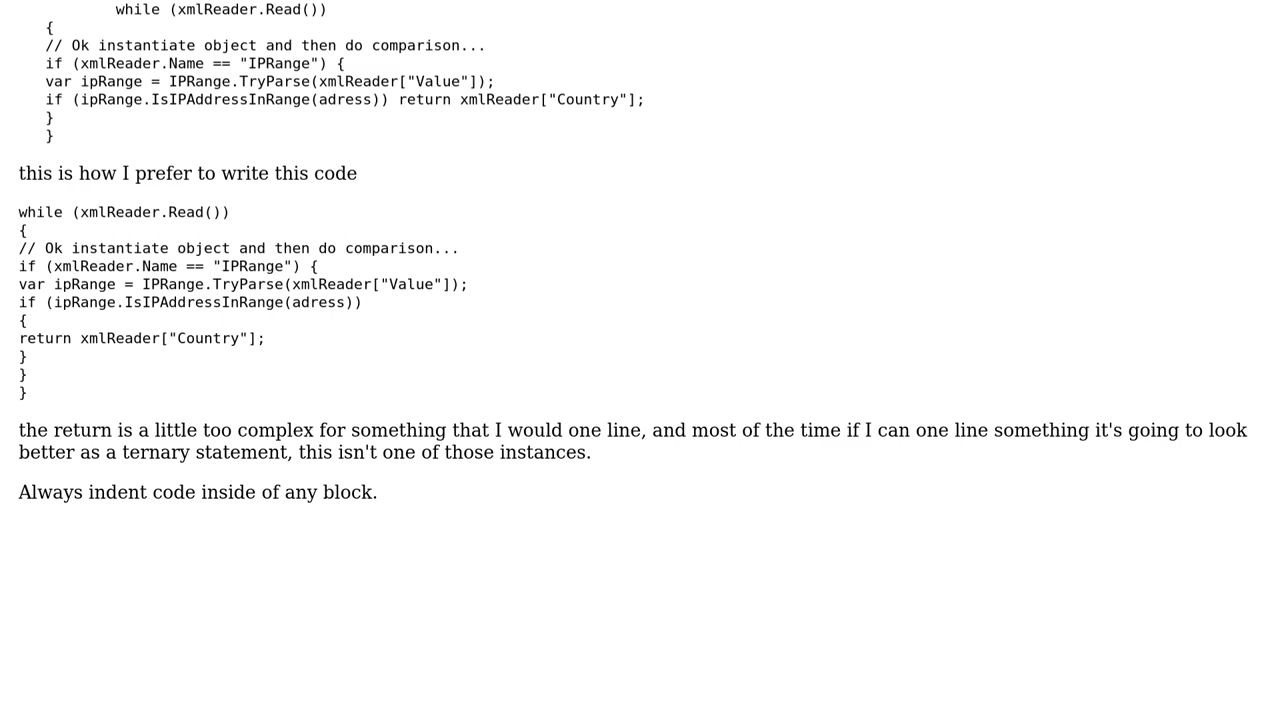 while (xmlReader.Read())
{
// Ok instantiate object and then do comparison...
if (xmlReader.Name == "IPRange") {
var ipRange = IPRange.TryParse(xmlReader["Value"]);
if (ipRange.IsIPAddressInRange(adress)) return xmlReader["Country"];
}
}
this is how I prefer to write this code
while (xmlReader.Read())
{
// Ok instantiate object and then do comparison...
if (xmlReader.Name == "IPRange") {
var ipRange = IPRange.TryParse(xmlReader["Value"]);
if (ipRange.IsIPAddressInRange(adress))
{
return xmlReader["Country"];
}
}
}
the return is a little too complex for something that I would one line, and most of the time if I can one line something it's going to look
better as a ternary statement, this isn't one of those instances.
Always indent code inside of any block.